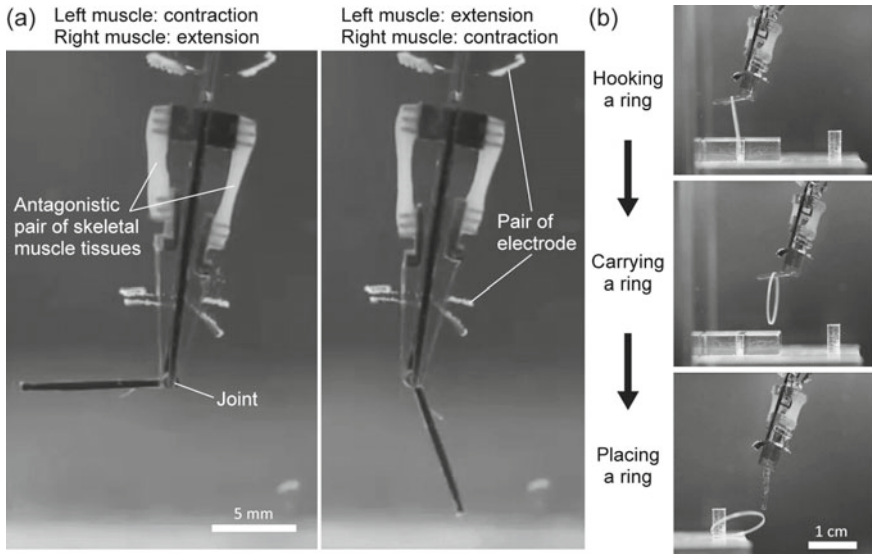 (a)
Left muscle: contraction
Right muscle: extension
Left muscle: extension
Right muscle: contraction
Antagonistic
pair of skeletal
muscle tissues
Joint
5 mm
Pair of
electrode
(b)
Hooking
a ring
Carrying
a ring
Placing
a ring
1 cm